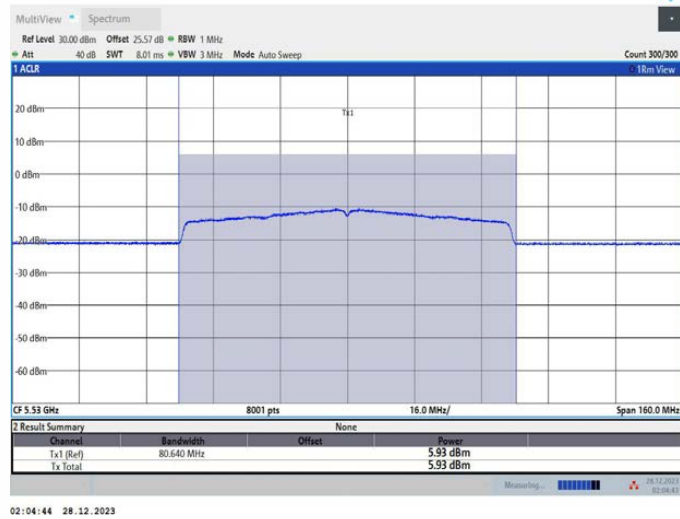 MultiView Spectrum
Ref Level 30.00 dBm Offset 25.57 dB RBW 1 MHz
Att 40 dB SWT 8.01 ms VBW 3 MHz Mode Auto Sweep Count 300/300
1 ACLR 1Rm View
Tx1
20 dBm
10 dBm
0 dBm
-10 dBm
-20 dBm
-30 dBm
-40 dBm
-50 dBm
-60 dBm
CF 5.53 GHz 8001 pts 16.0 MHz/ Span 160.0 MHz
2 Result Summary None
Channel Bandwidth Offset Power
Tx1 (Ref) 80.640 MHz 5.93 dBm
Tx Total 5.93 dBm
Measuring... 28.12.2023
02:04:43
02:04:44 28.12.2023